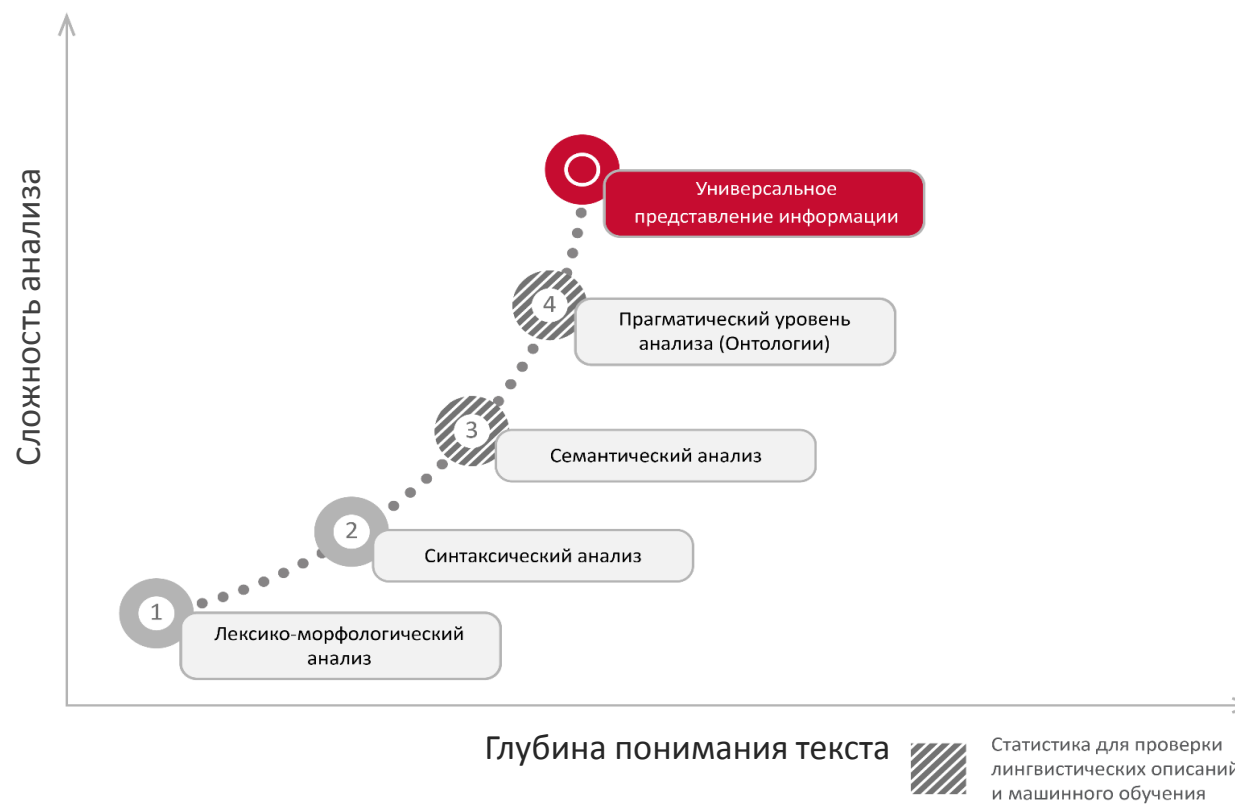 Сложность анализа
Универсальное
представление информации
4
Прагматический уровень
анализа (Онтологии)
3
Семантический анализ
2
Синтаксический анализ
1
Лексико-морфологический
анализ
Глубина понимания текста
Статистика для проверки
лингвистических описаний
и машинного обучения